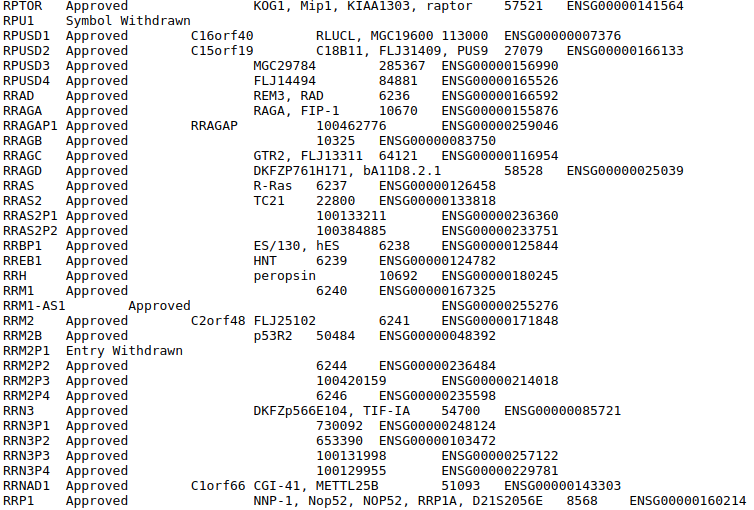 RPTOR Approved KOG1, Mip1, KIAA1303, raptor 57521 ENSG00000141564
RPU1 Symbol Withdrawn
RPUSD1 Approved C16orf40 RLUCL, MGC19600 113000 ENSG00000007376
RPUSD2 Approved C15orf19 C18B11, FLJ31409, PUS9 27079 ENSG00000166133
RPUSD3 Approved MGC29784 285367 ENSG00000156990
RPUSD4 Approved FLJ14494 84881 ENSG00000165526
RRAD Approved REM3, RAD 6236 ENSG00000166592
RRAGA Approved RAGA, FIP-1 10670 ENSG00000155876
RRAGAP1 Approved RRAGAP 100462776 ENSG00000259046
RRAGB Approved 10325 ENSG00000083750
RRAGC Approved GTR2, FLJ13311 64121 ENSG00000116954
RRAGD Approved DKFZP761H171, bA11D8.2.1 58528 ENSG00000025039
RRAS Approved R-Ras 6237 ENSG00000126458
RRAS2 Approved TC21 22800 ENSG00000133818
RRAS2P1 Approved 100133211 ENSG00000236360
RRAS2P2 Approved 100384885 ENSG00000233751
RRBP1 Approved ES/130, hES 6238 ENSG00000125844
RREB1 Approved HNT 6239 ENSG00000124782
RRH Approved peropsin 10692 ENSG00000180245
RRM1 Approved 6240 ENSG00000167325
RRM1-AS1 Approved ENSG00000255276
RRM2 Approved C2orf48 FLJ25102 6241 ENSG00000171848
RRM2B Approved p53R2 50484 ENSG00000048392
RRM2P1 Entry Withdrawn
RRM2P2 Approved 6244 ENSG00000236484
RRM2P3 Approved 100420159 ENSG00000214018
RRM2P4 Approved 6246 ENSG00000235598
RRN3 Approved DKFZp566E104, TIF-IA 54700 ENSG00000085721
RRN3P1 Approved 730092 ENSG00000248124
RRN3P2 Approved 653390 ENSG00000103472
RRN3P3 Approved 100131998 ENSG00000257122
RRN3P4 Approved 100129955 ENSG00000229781
RRNAD1 Approved C1orf66 CGI-41, METTL25B 51093 ENSG00000143303
RRP1 Approved NNP-1, Nop52, NOP52, RRP1A, D21S2056E 8568 ENSG00000160214